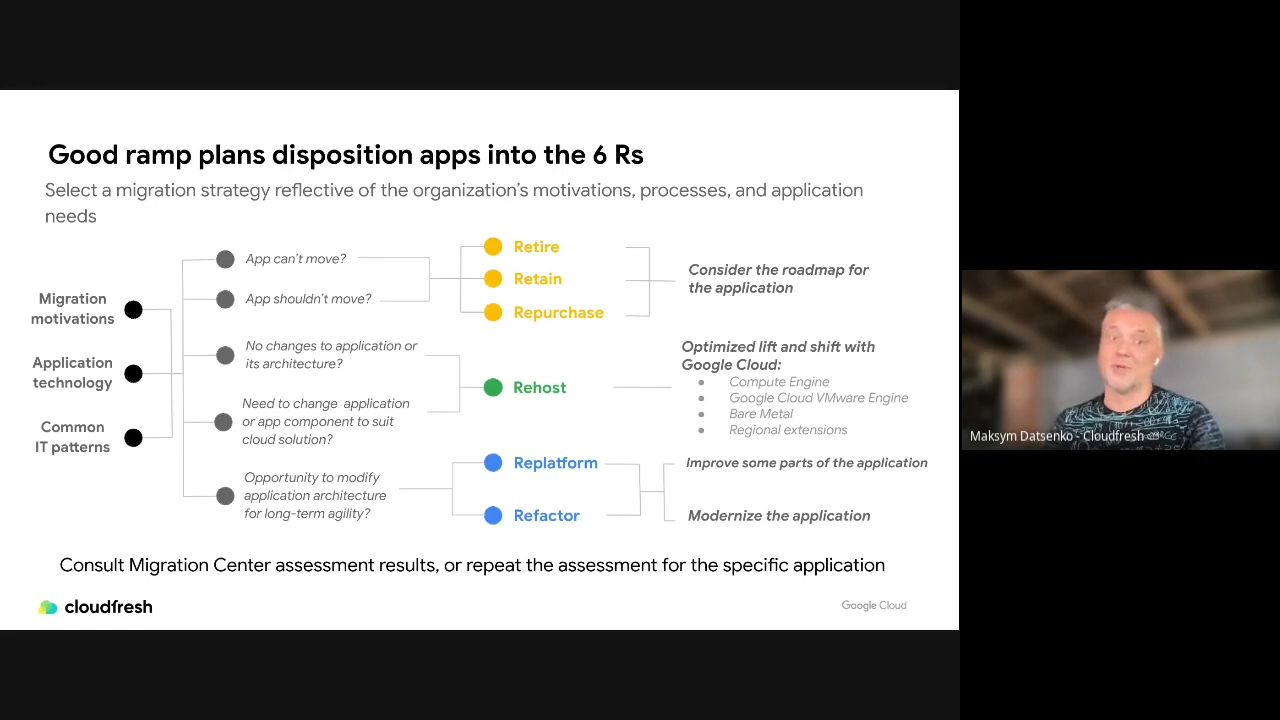 Good ramp plans disposition apps into the 6 Rs
Select a migration strategy reflective of the organization's motivations, processes, and application
needs
Migration
motivations
Application
technology
Common
IT patterns
App can't move?
App shouldn't move?
No changes to application or
its architecture?
Need to change application
or app component to suit
cloud solution?
Opportunity to modify
application architecture
for long-term agility?
Retire
Retain
Repurchase
Rehost
Replatform
Refactor
Consider the roadmap for
the application
Optimized lift and shift with
Google Cloud:
● Compute Engine
● Google Cloud VMware Engine
● Bare Metal
● Regional extensions
Improve some parts of the application
Modernize the application
Consult Migration Center assessment results, or repeat the assessment for the specific application
cloudfresh
Google Cloud
Maksym Datsenko - Cloudfresh